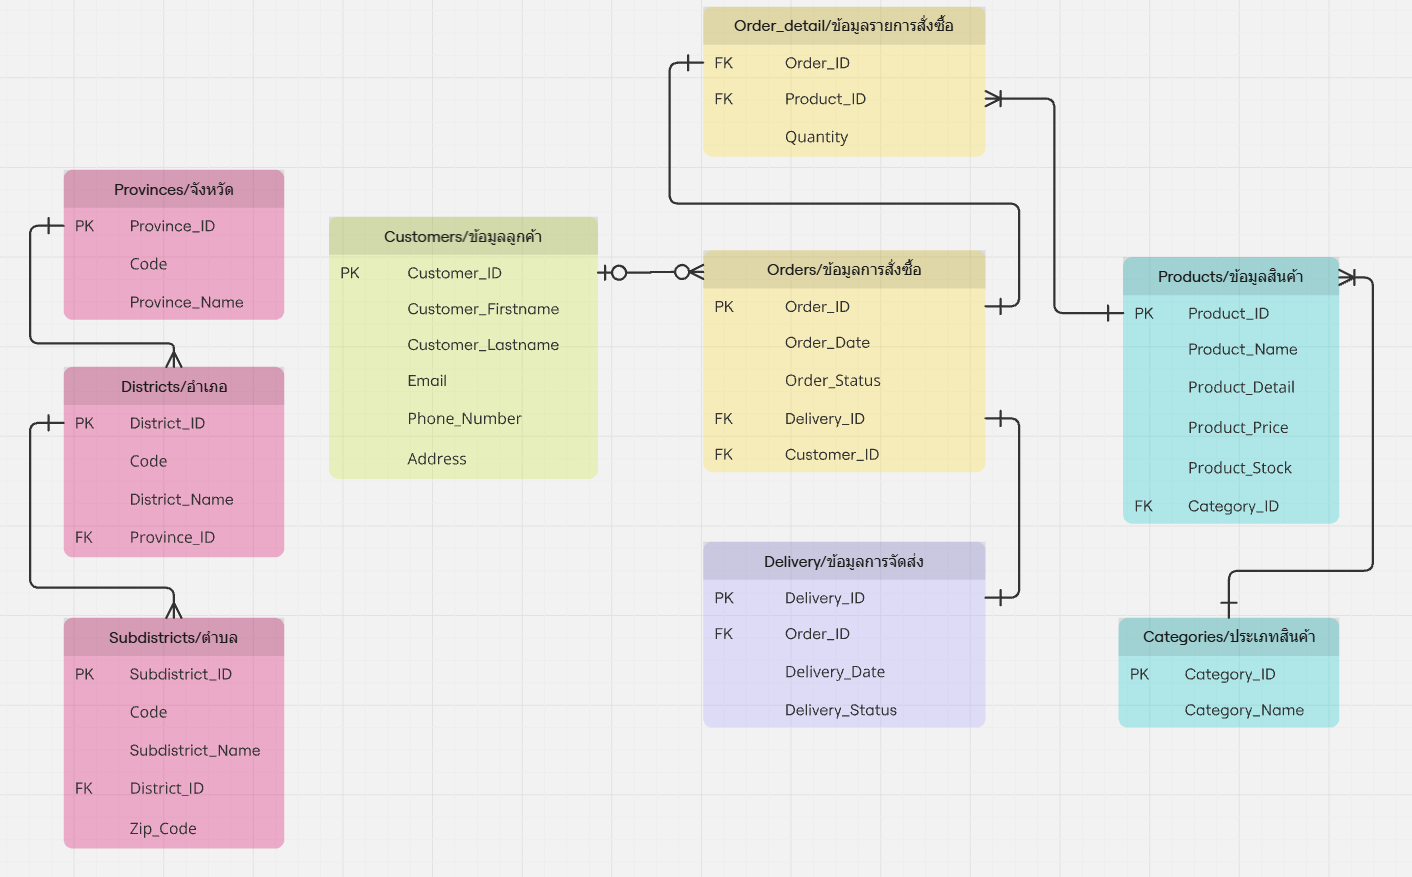 Order_detail/ข้อมูลรายการสั่งซื้อ
FK Order_ID
FK Product_ID
Quantity
Provinces/จังหวัด
PK Province_ID
Code
Province_Name
Customers/ข้อมูลลูกค้า
PK Customer_ID
Customer_Firstname
Customer_Lastname
Email
Phone_Number
Address
Orders/ข้อมูลการสั่งซื้อ
PK Order_ID
Order_Date
Order_Status
FK Delivery_ID
FK Customer_ID
Products/ข้อมูลสินค้า
PK Product_ID
Product_Name
Product_Detail
Product_Price
Product_Stock
FK Category_ID
Districts/อำเภอ
PK District_ID
Code
District_Name
FK Province_ID
Delivery/ข้อมูลการจัดส่ง
PK Delivery_ID
FK Order_ID
Delivery_Date
Delivery_Status
Subdistricts/ตำบล
PK Subdistrict_ID
Code
Subdistrict_Name
FK District_ID
Zip_Code
Categories/ประเภทสินค้า
PK Category_ID
Category_Name